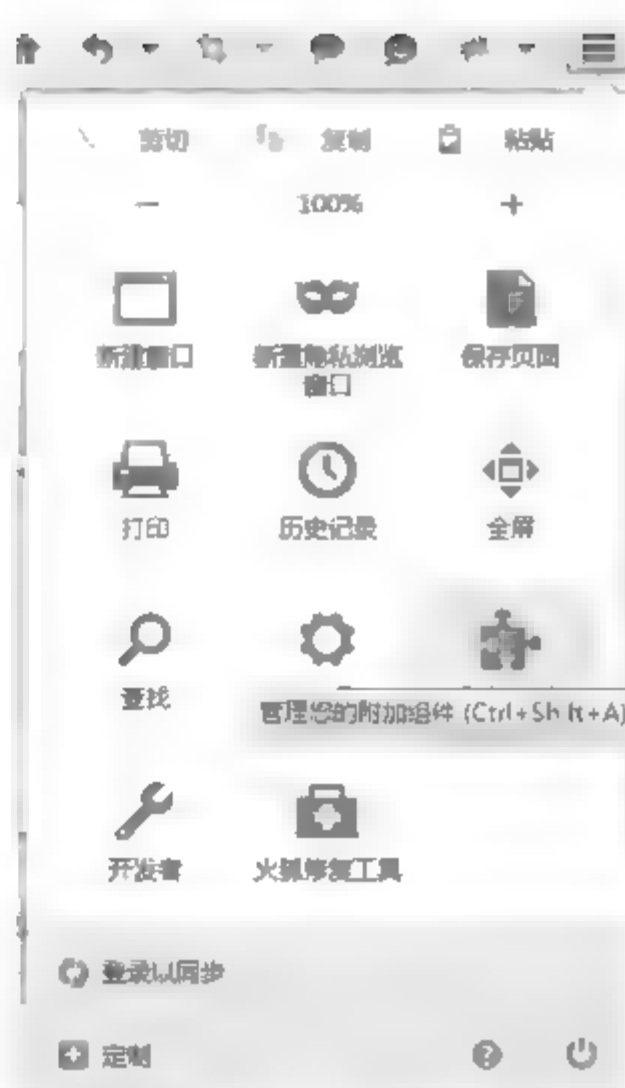 剪切 复制 粘贴
− 100% +
新建窗口 新建隐私浏览 保存页面
窗口
打印 历史记录 全屏
查找
管理您的附加组件 (Ctrl+Shift+A)
开发者 火狐修复工具
登录以同步
定制